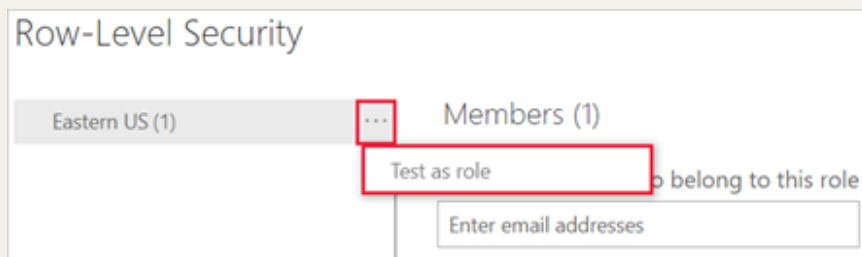 Row-Level Security
Eastern US (1)
...
Members (1)
Test as role
belong to this role
Enter email addresses